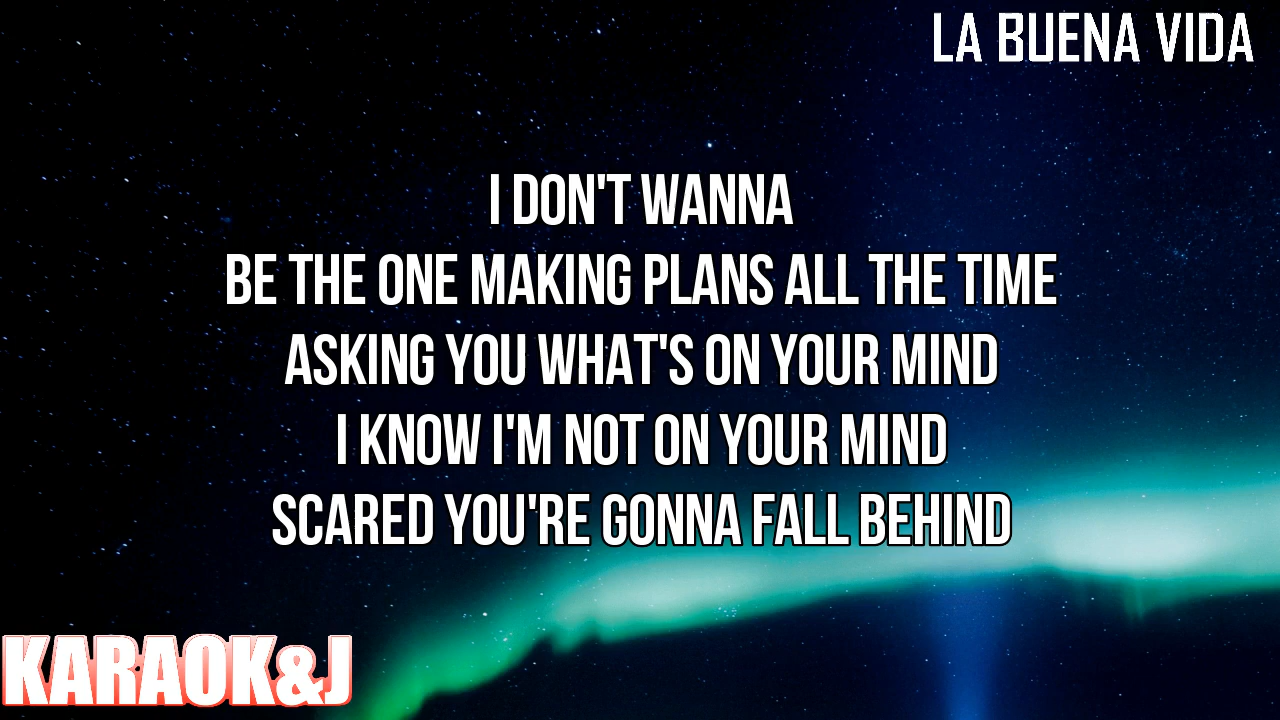 LA BUENA VIDA
I DON'T WANNA
BE THE ONE MAKING PLANS ALL THE TIME
ASKING YOU WHAT'S ON YOUR MIND
I KNOW I'M NOT ON YOUR MIND
SCARED YOU'RE GONNA FALL BEHIND
KARAOK&J